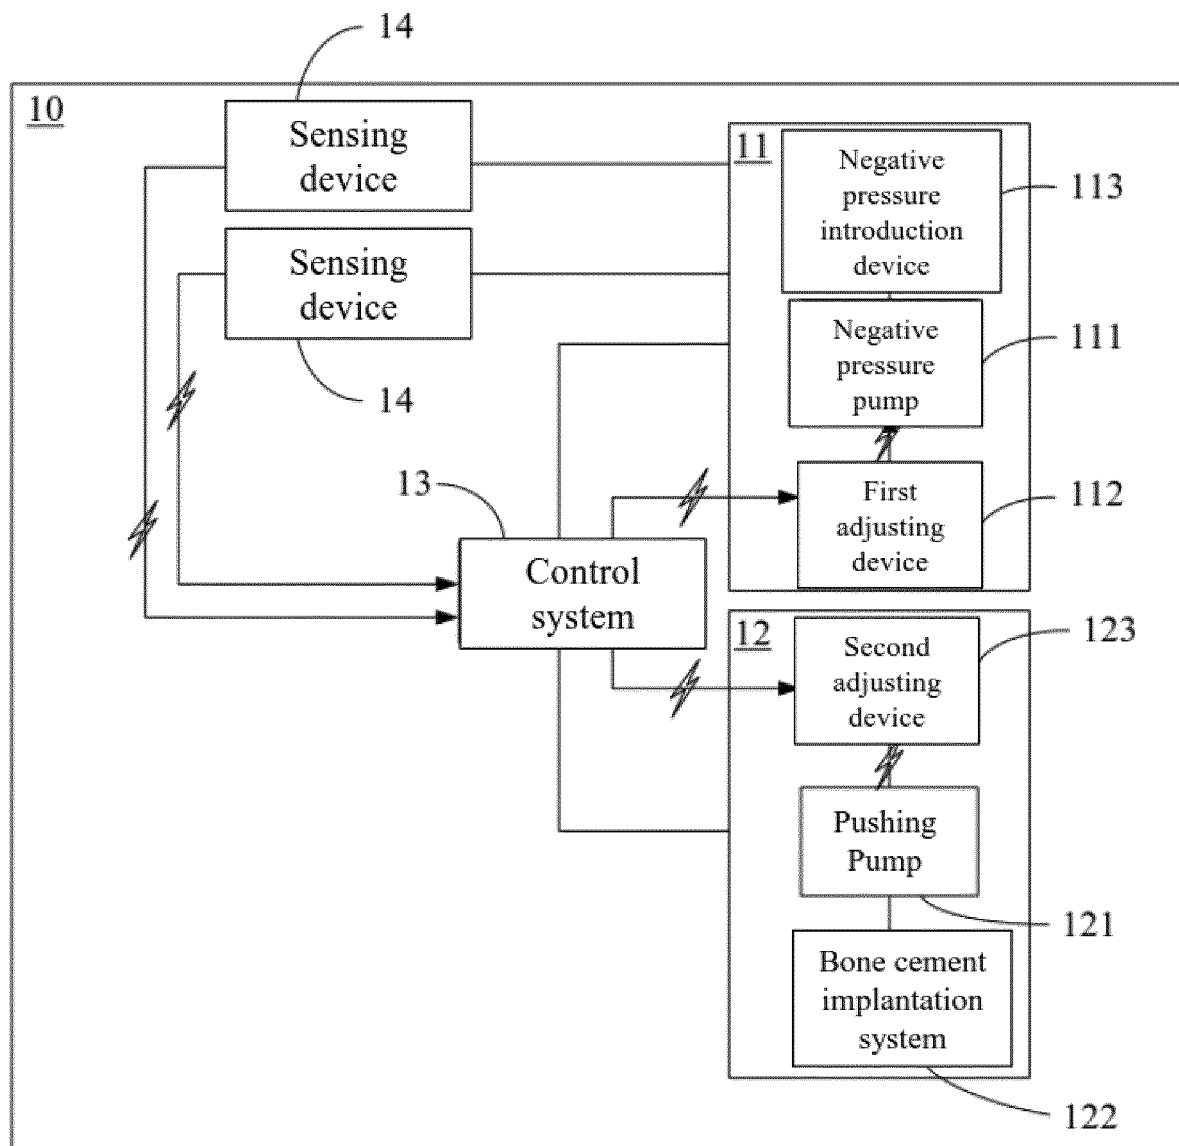 14
10
Sensing
device
11
Negative
pressure
introduction
device
113
Sensing
device
14
Negative
pressure
pump
111
13
First
adjusting
device
112
Control
system
12
Second
adjusting
device
123
Pushing
Pump
121
Bone cement
implantation
system
122